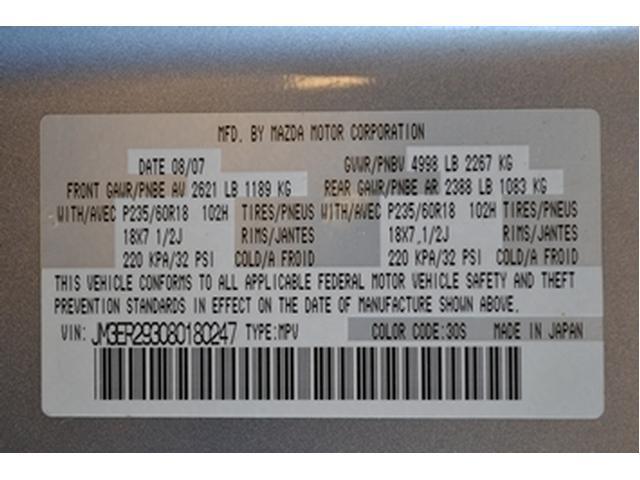 MFD. BY MAZDA MOTOR CORPORATION
DATE 08/07 GVWR/PNBV 4998 LB 2267 KG
FRONT GAWR/PNBE AV 2621 LB 1189 KG REAR GAWR/PNBE AR 2388 LB 1083 KG
WITH/AVEC P235/60R18 102H TIRES/PNEUS WITH/AVEC P235/60R18 102H TIRES/PNEUS
18X7 1/2J RIMS/JANTES 18X7 1/2J RIMS/JANTES
220 KPA/32 PSI COLD/A FROID 220 KPA/32 PSI COLD/A FROID
THIS VEHICLE CONFORMS TO ALL APPLICABLE FEDERAL MOTOR VEHICLE SAFETY AND THEFT
PREVENTION STANDARDS IN EFFECT ON THE DATE OF MANUFACTURE SHOWN ABOVE.
VIN: JM3ER293080180247 TYPE:MPV COLOR CODE:30S MADE IN JAPAN